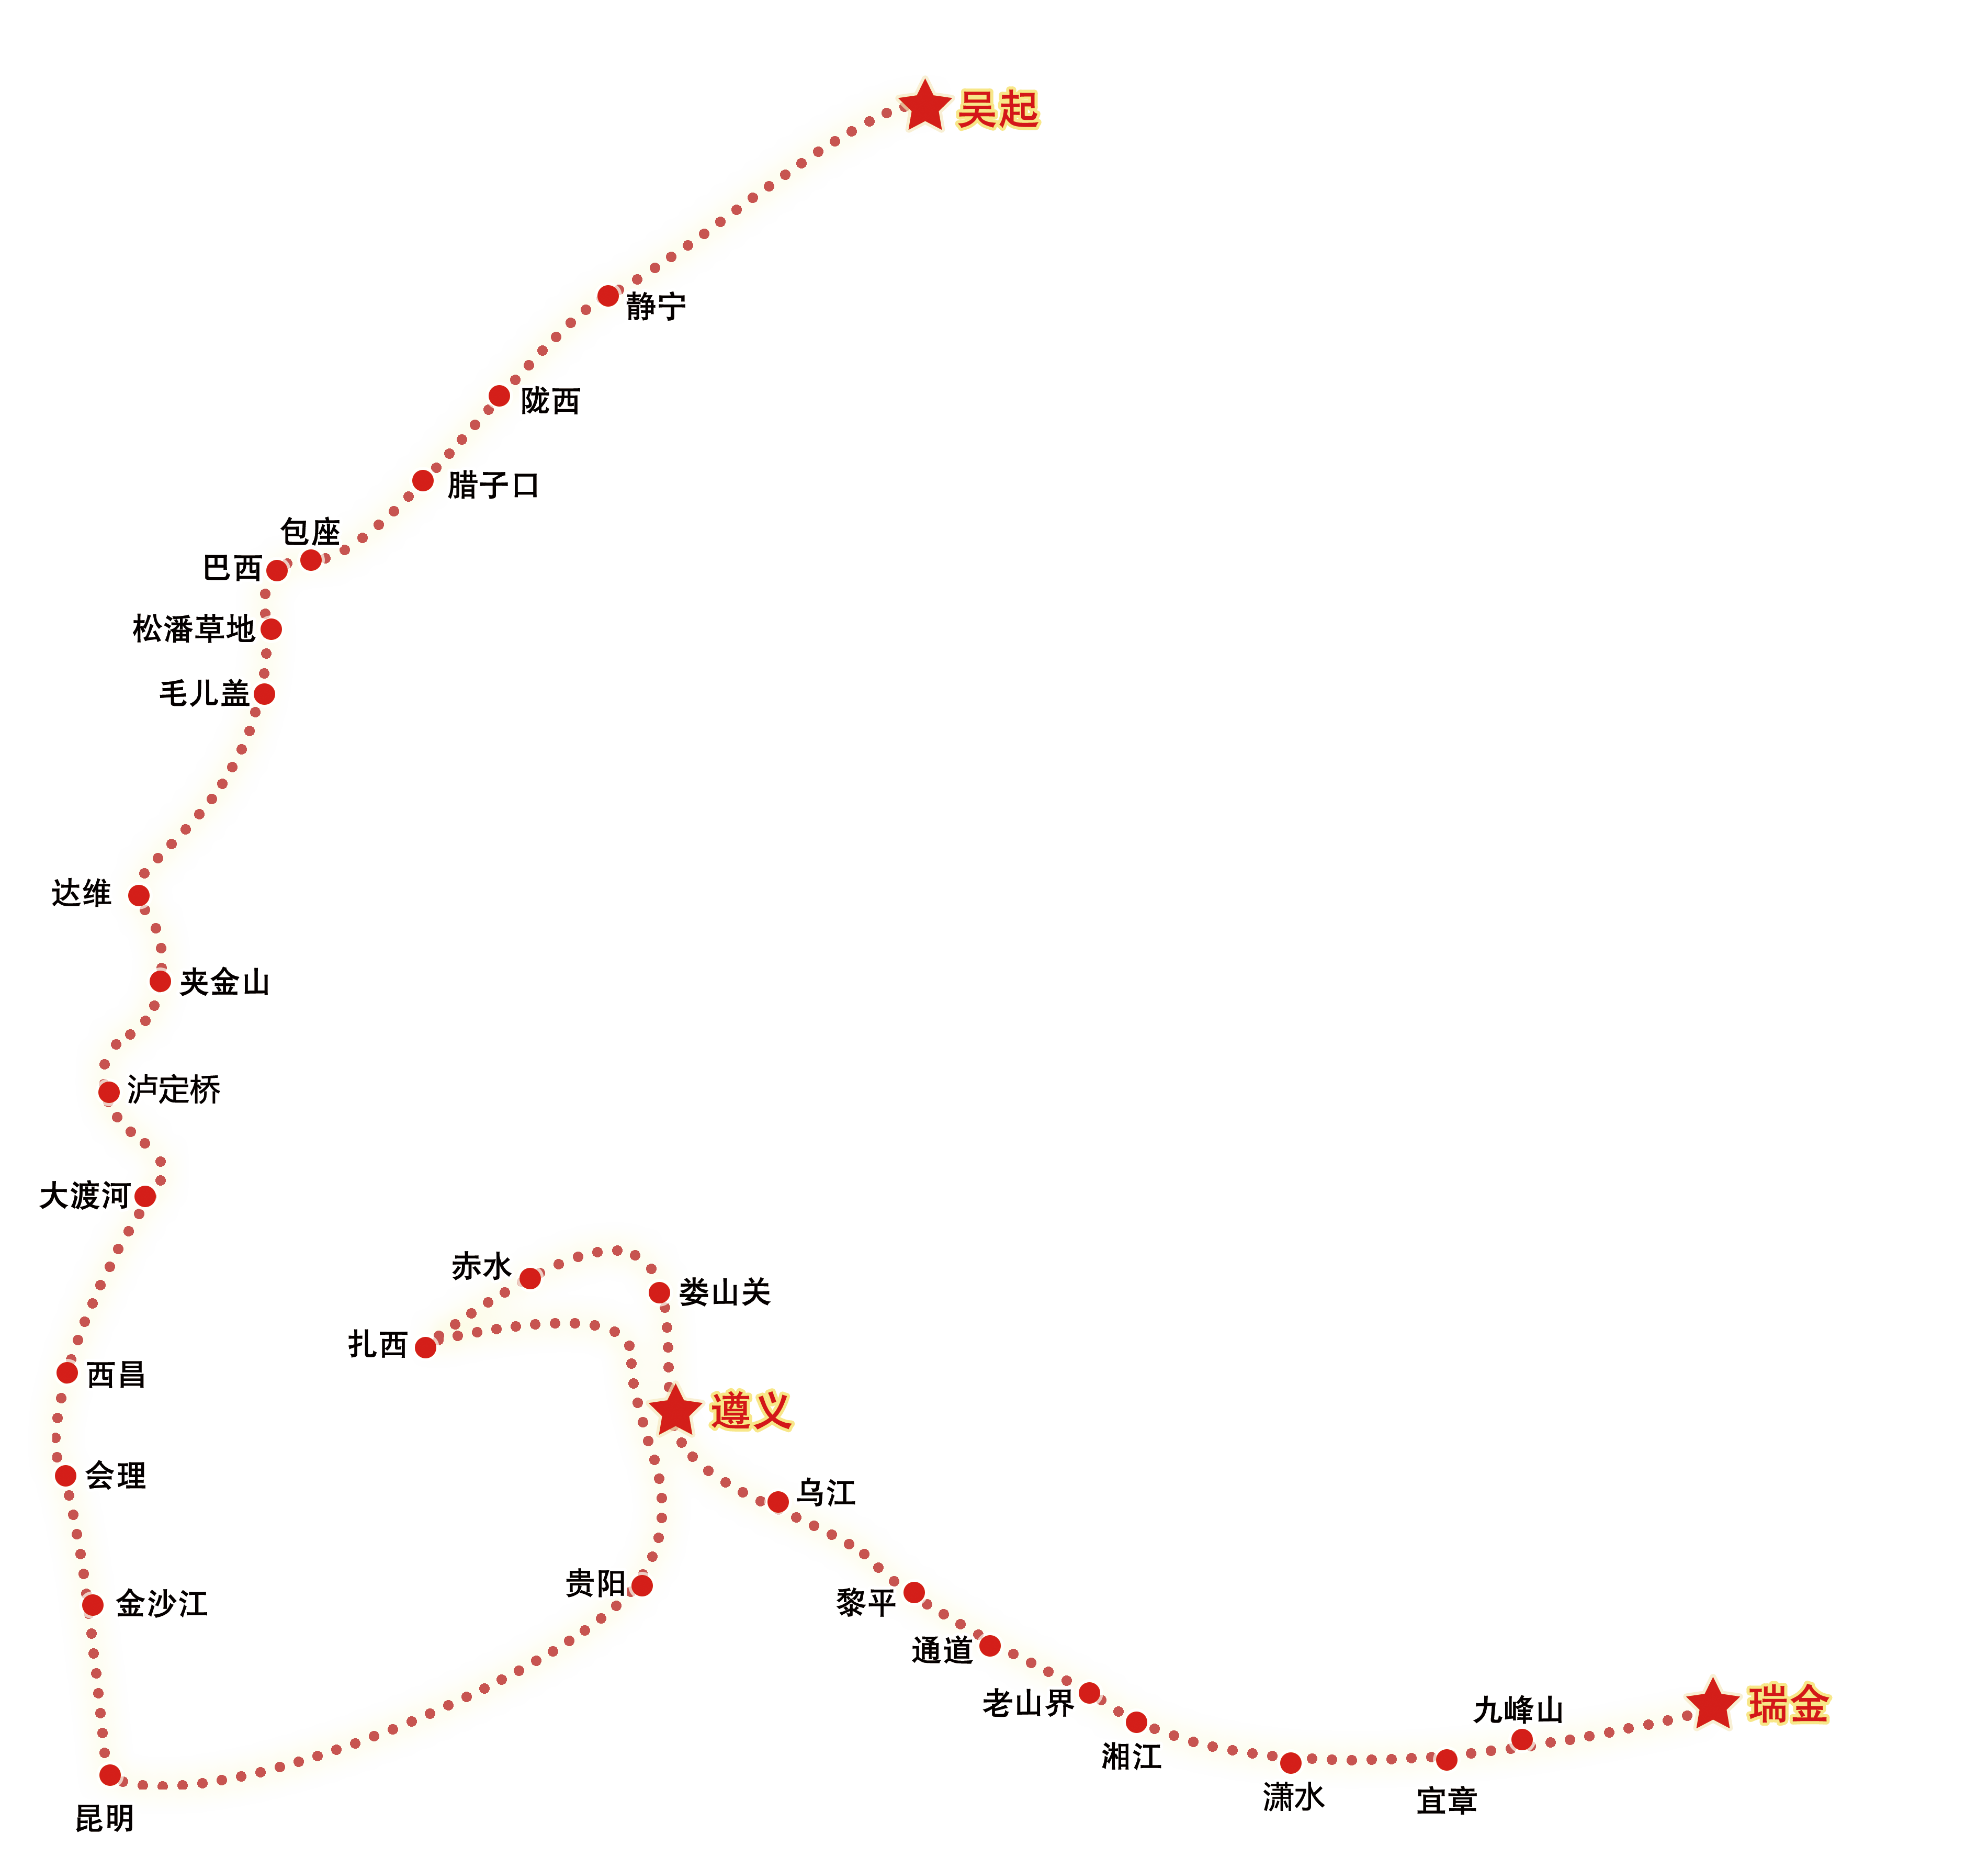 吴起
静宁
陇西
腊子口
包座
巴西
松潘草地
毛儿盖
达维
夹金山
泸定桥
大渡河
赤水
娄山关
扎西
西昌
遵义
会理
乌江
贵阳
金沙江
黎平
通道
老山界
瑞金
九峰山
湘江
潇水
宜章
昆明